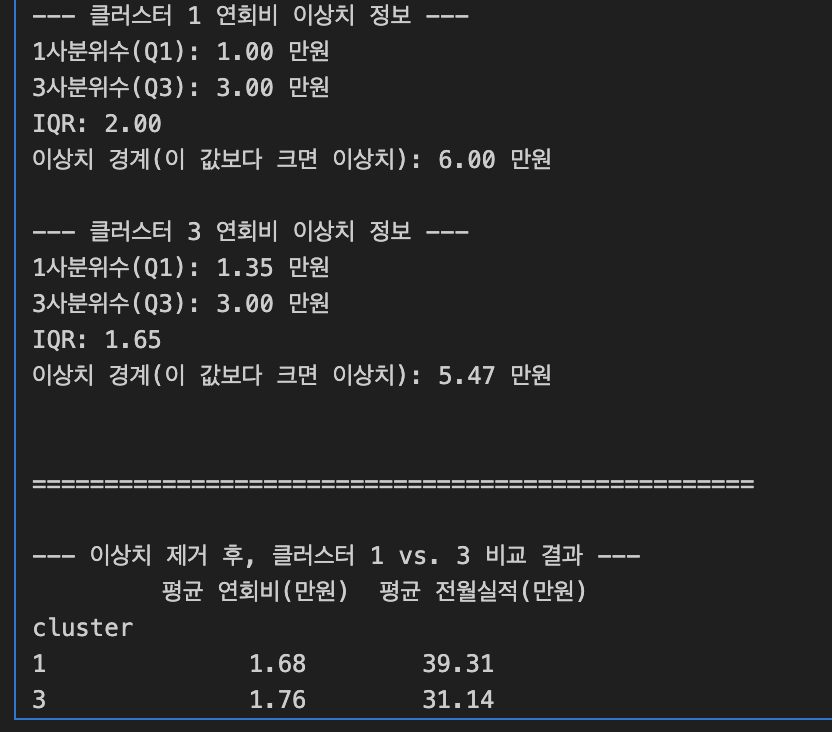 --- 클러스터 1 연회비 이상치 정보 ---
1사분위수(Q1): 1.00 만원
3사분위수(Q3): 3.00 만원
IQR: 2.00
이상치 경계(이 값보다 크면 이상치): 6.00 만원
--- 클러스터 3 연회비 이상치 정보 ---
1사분위수(Q1): 1.35 만원
3사분위수(Q3): 3.00 만원
IQR: 1.65
이상치 경계(이 값보다 크면 이상치): 5.47 만원
==================================================
--- 이상치 제거 후, 클러스터 1 vs. 3 비교 결과 ---
평균 연회비(만원) 평균 전월실적(만원)
cluster
1 1.68 39.31
3 1.76 31.14